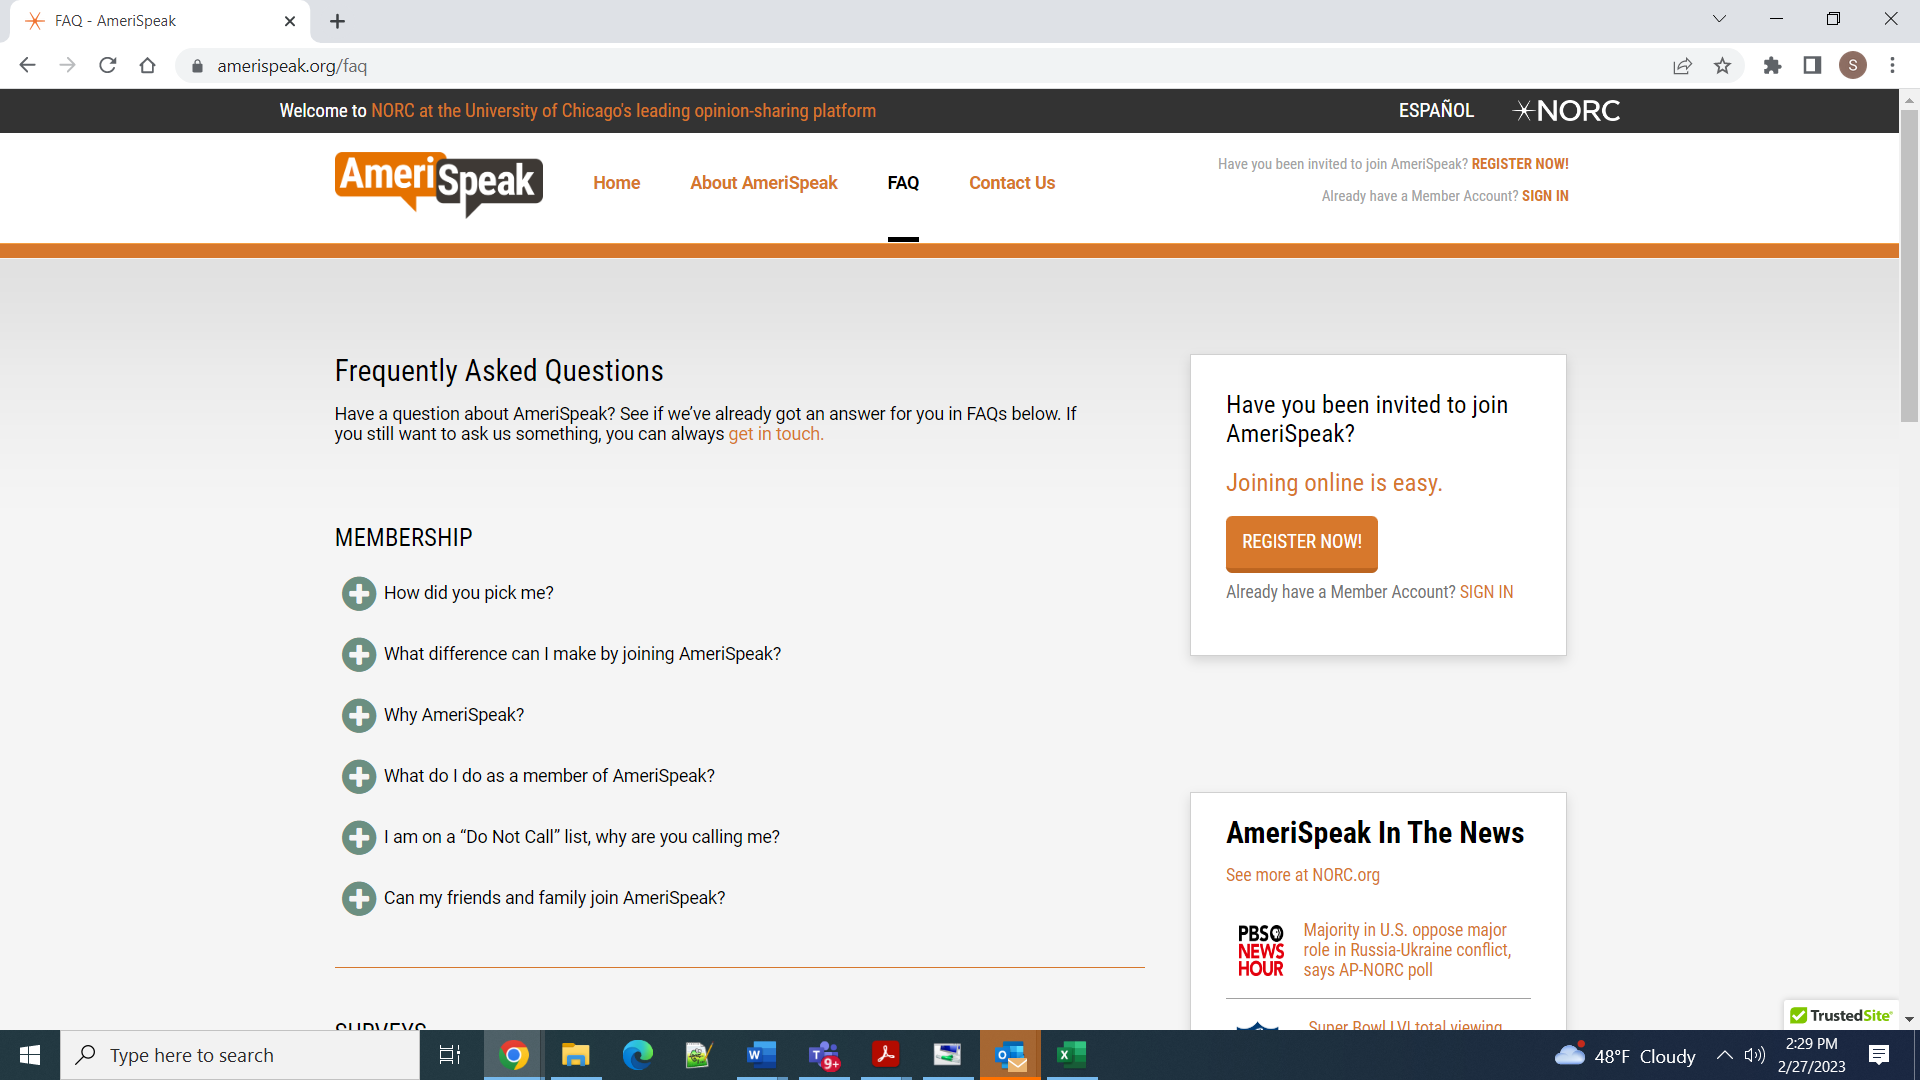 FAQ - AmeriSpeak
amerispeak.org/faq
S
Welcome to NORC at the University of Chicago's leading opinion-sharing platform
ESPAÑOL
NORC
AmeriSpeak
Home
About AmeriSpeak
FAQ
Contact Us
Have you been invited to join AmeriSpeak? REGISTER NOW!
Already have a Member Account? SIGN IN
Frequently Asked Questions
Have a question about AmeriSpeak? See if we’ve already got an answer for you in FAQs below. If
you still want to ask us something, you can always get in touch.
MEMBERSHIP
How did you pick me?
What difference can I make by joining AmeriSpeak?
Why AmeriSpeak?
What do I do as a member of AmeriSpeak?
I am on a “Do Not Call” list, why are you calling me?
Can my friends and family join AmeriSpeak?
SURVEYS
Have you been invited to join
AmeriSpeak?
Joining online is easy.
REGISTER NOW!
Already have a Member Account? SIGN IN
AmeriSpeak In The News
See more at NORC.org
PBS
NEWS
HOUR
Majority in U.S. oppose major
role in Russia-Ukraine conflict,
says AP-NORC poll
Super Bowl LVI total viewing
TrustedSite
Type here to search
9+
48°F Cloudy
2:29 PM
2/27/2023